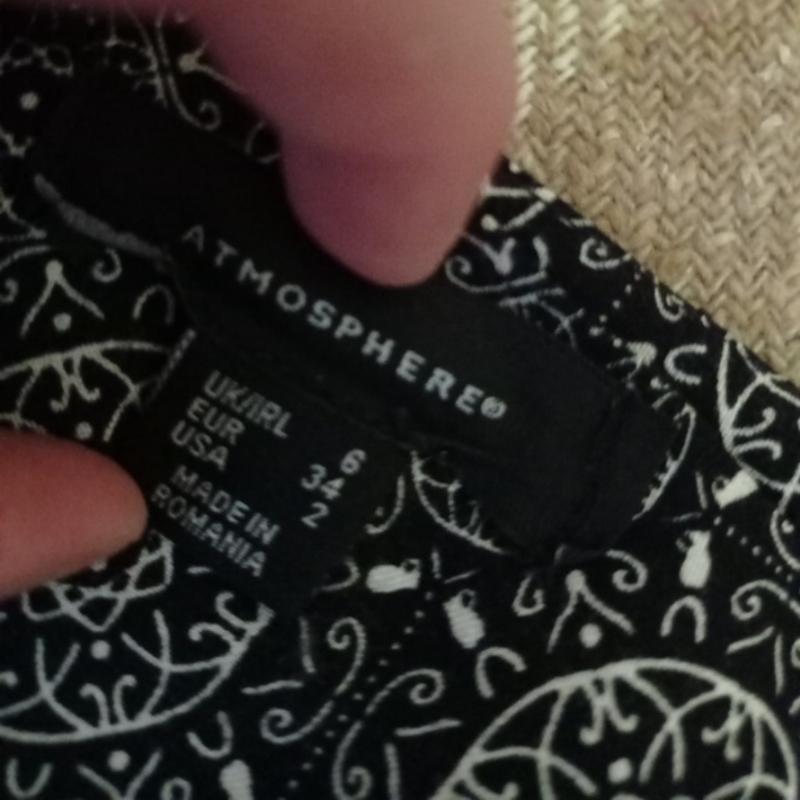 ATMOSPHERE®
UK/IRL 6
EUR 34
USA 2
MADE IN
ROMANIA